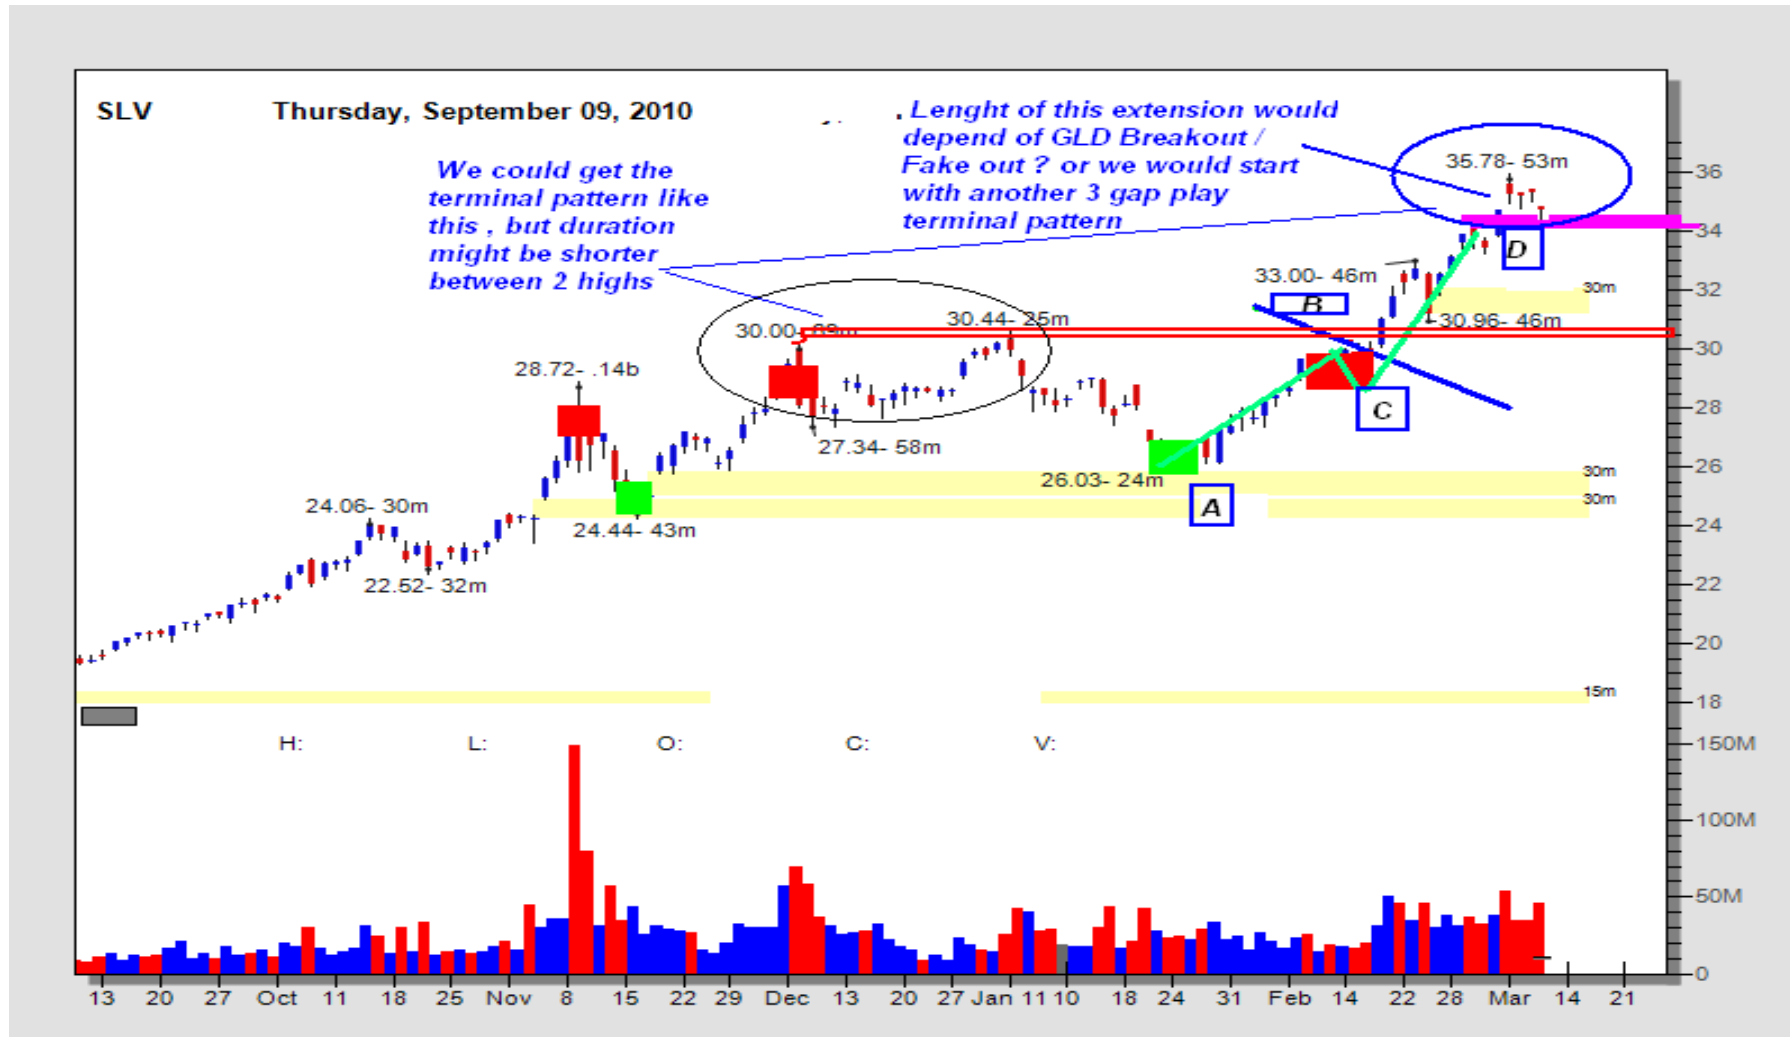 SLV Thursday, September 09, 2010
Lenght of this extension would
depend of GLD Breakout /
Fake out ? or we would start
with another 3 gap play
terminal pattern
We could get the
terminal pattern like
this , but duration
might be shorter
between 2 highs
35.78- 53m
36
34
D
33.00- 46m
32
30m
B
30.96- 46m
30.00-
30.44- 25m
30
28.72- .14b
28
C
27.34- 58m
26.03- 24m
26
30m
30m
A
24.06- 30m
24.44- 43m
24
22.52- 32m
22
20
15m
18
H: L: O: C: V:
150M
100M
50M
0
13 20 27 Oct 11 18 25 Nov 8 15 22 29 Dec 13 20 27 Jan 11 10 18 24 31 Feb 14 22 28 Mar 14 21